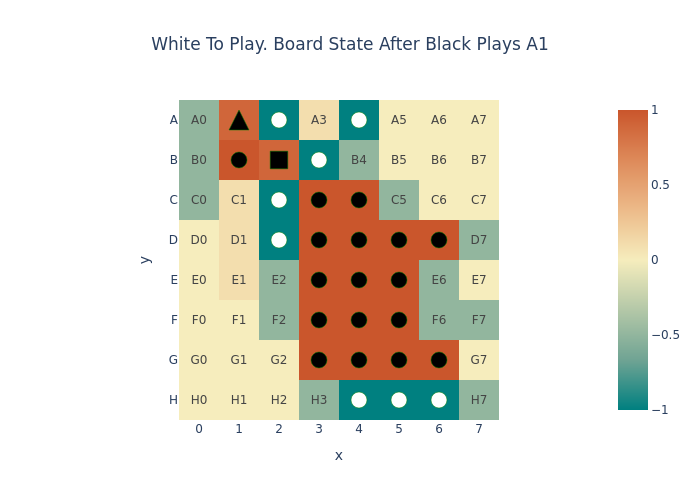 White To Play. Board State After Black Plays A1
A A0 A3 A5 A6 A7
B B0 B4 B5 B6 B7
C C0 C1 C5 C6 C7
D D0 D1 D7
E E0 E1 E2 E6 E7
F F0 F1 F2 F6 F7
G G0 G1 G2 G7
H H0 H1 H2 H3 H7
0 1 2 3 4 5 6 7
x
y
1
0.5
0
−0.5
−1